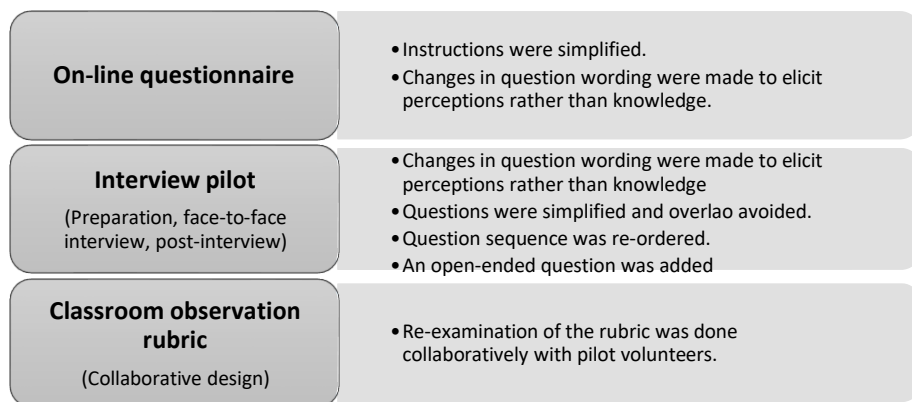 On-line questionnaire
•Instructions were simplified.
•Changes in question wording were made to elicit
perceptions rather than knowledge.
Interview pilot
(Preparation, face-to-face
interview, post-interview)
•Changes in question wording were made to elicit
perceptions rather than knowledge
•Questions were simplified and overlao avoided.
•Question sequence was re-ordered.
•An open-ended question was added
Classroom observation
rubric
(Collaborative design)
•Re-examination of the rubric was done
collaboratively with pilot volunteers.